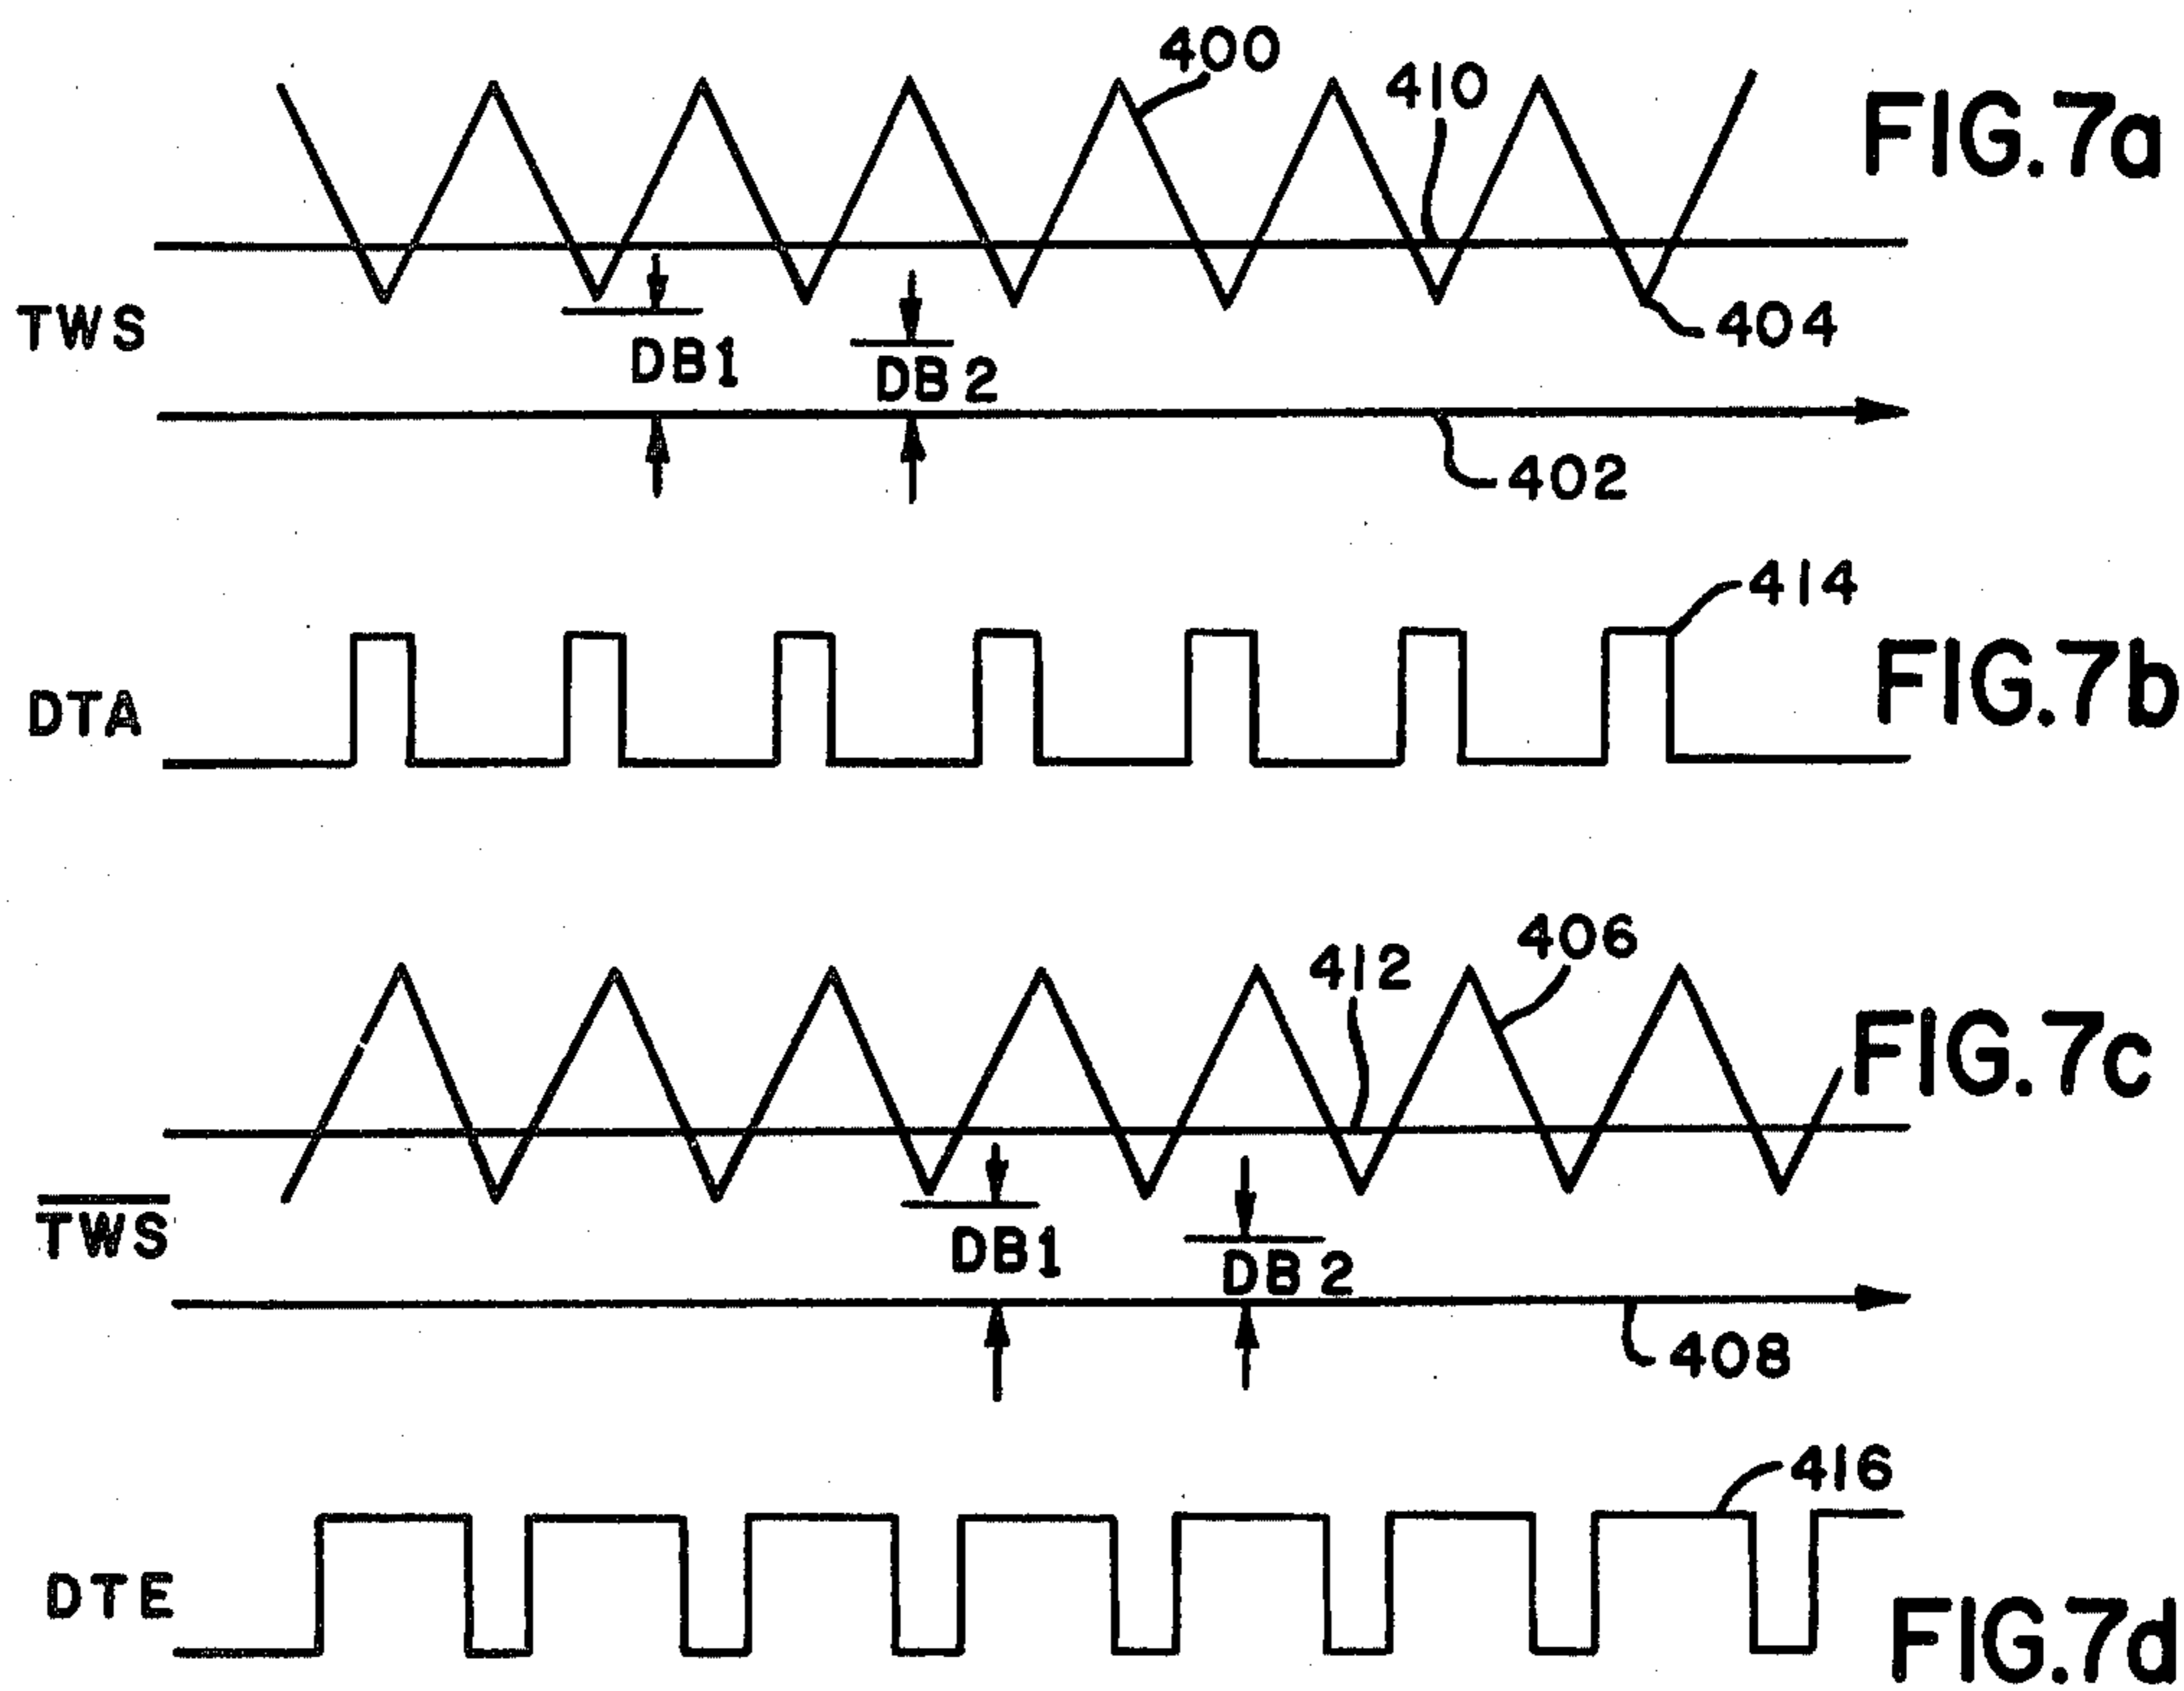 400
410
FIG.7a
TWS
DB1
DB2
404
402
414
DTA
FIG.7b
406
412
FIG.7c
TWS
DB1
DB2
408
416
DTE
FIG.7d